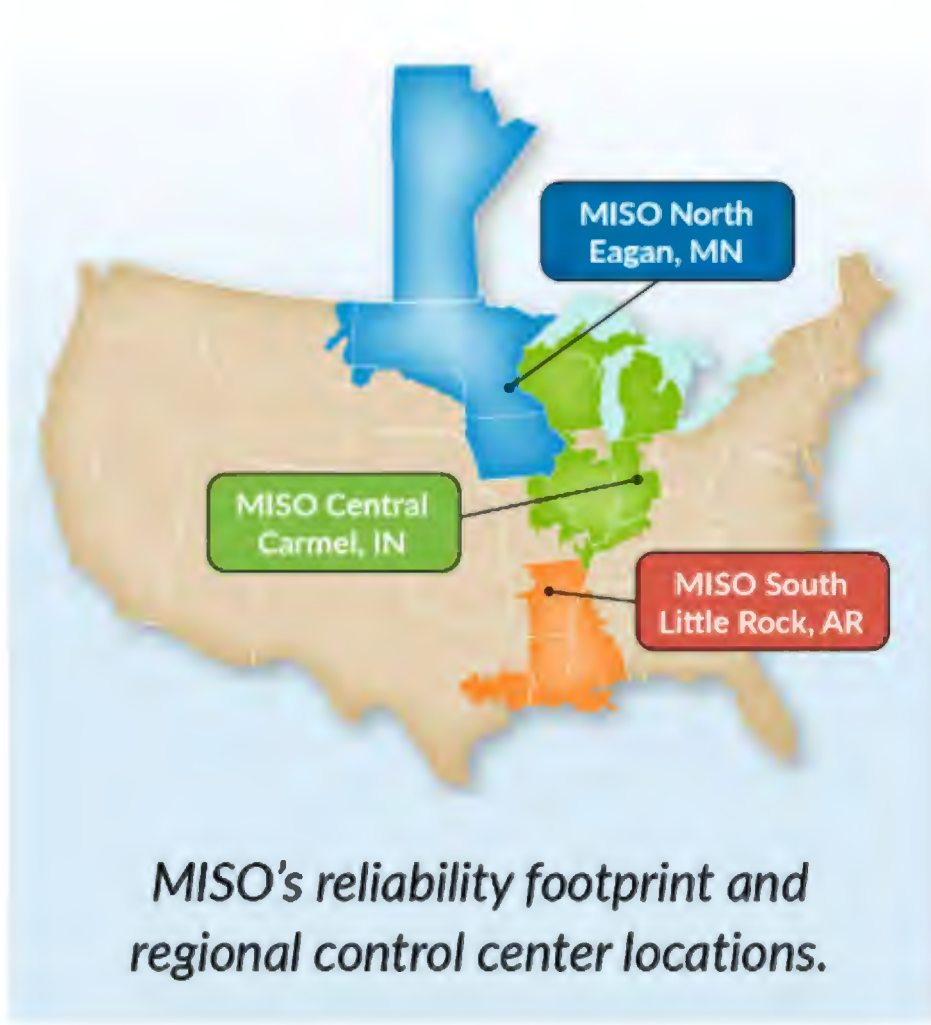 MISO North
Eagan, MN
MISO Central
Carmel, IN
MISO South
Little Rock, AR
MISO's reliability footprint and
regional control center locations.